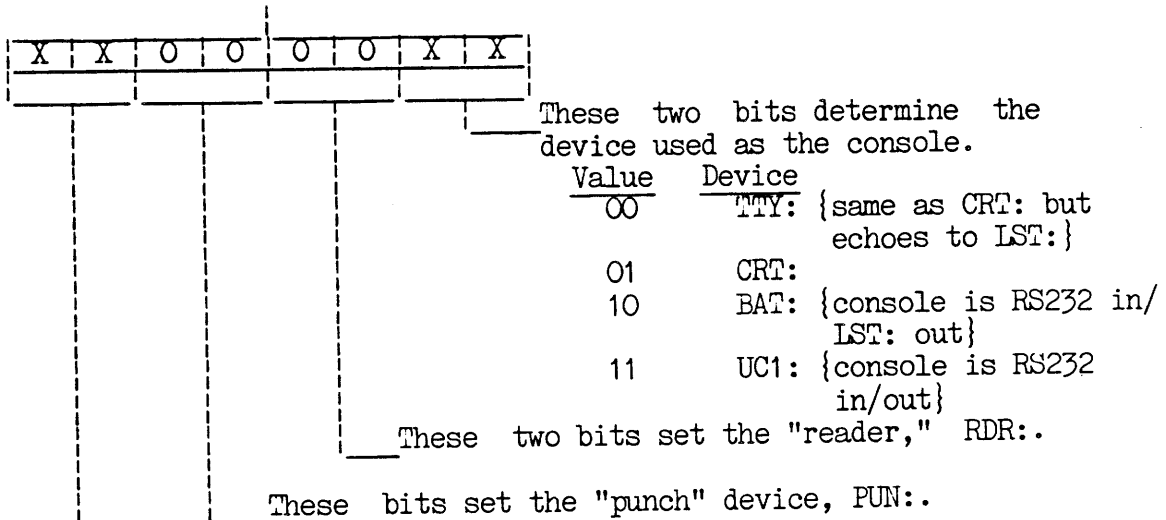 X X 0 0 0 0 X X
These two bits determine the
device used as the console.
Value Device
00 TTY: {same as CRT: but
echoes to LST:}
01 CRT:
10 BAT: {console is RS232 in/
LST: out}
11 UC1: {console is RS232
in/out}
These two bits set the "reader," RDR:.
These bits set the "punch" device, PUN:.